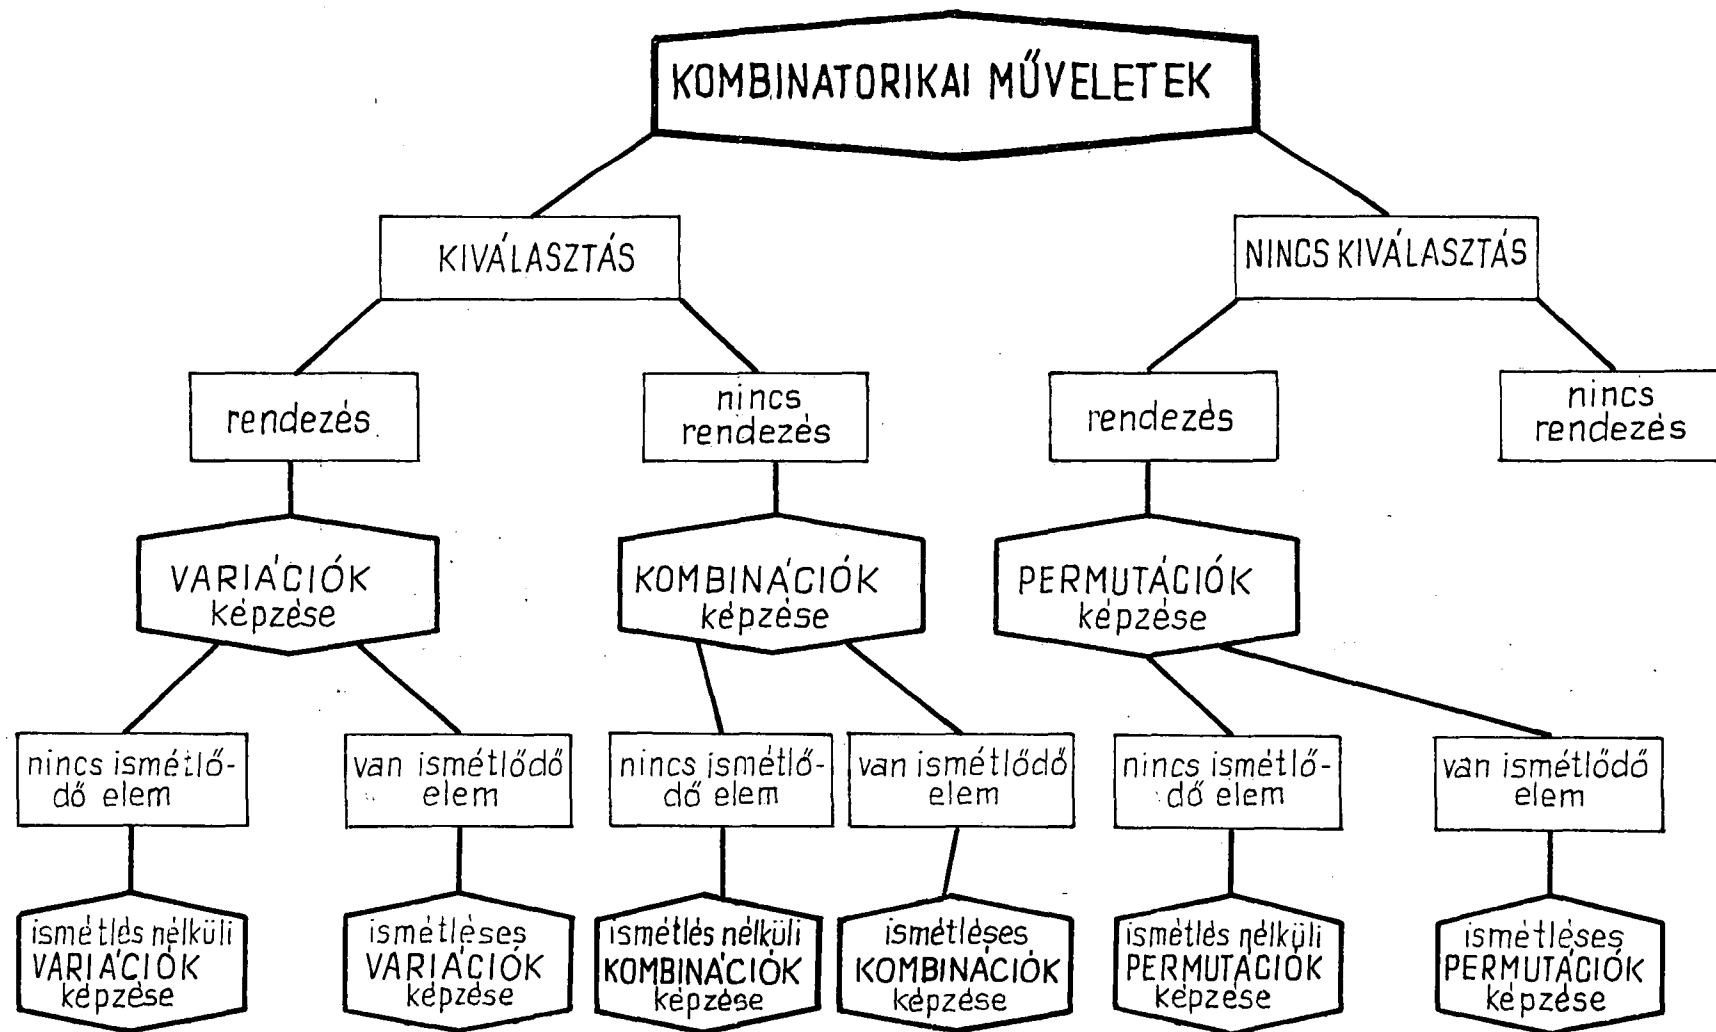 KOMBINATORIKAI MŰVELETEK
KIVÁLASZTÁS
NINCS KIVÁLASZTÁS
rendezés
nincs
rendezés
rendezés
nincs
rendezés
VARIÁCIÓK
képzése
KOMBINÁCIÓK
képzése
PERMUTÁCIÓK
képzése
nincs ismétlő-
dő elem
van ismétlődő
elem
nincs ismétlő-
dő elem
van ismétlődő
elem
nincs ismétlő-
dő elem
van ismétlődő
elem
ismétlés nélküli
VARIÁCIÓK
képzése
ismétléses
VARIÁCIÓK
képzése
ismétlés nélküli
KOMBINÁCIÓK
képzése
ismétléses
KOMBINÁCIÓK
képzése
ismétlés nélküli
PERMUTÁCIÓK
képzése
ismétléses
PERMUTÁCIÓK
képzése